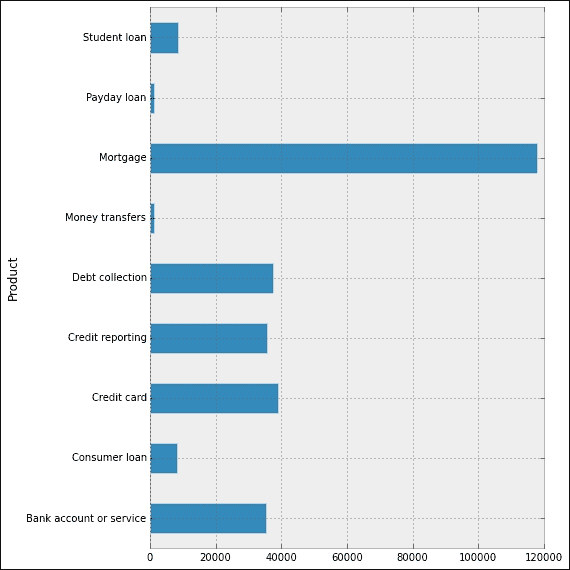 Student loan
Payday loan
Mortgage
Money transfers
Debt collection
Credit reporting
Credit card
Consumer loan
Bank account or service
Product
0 20000 40000 60000 80000 100000 120000